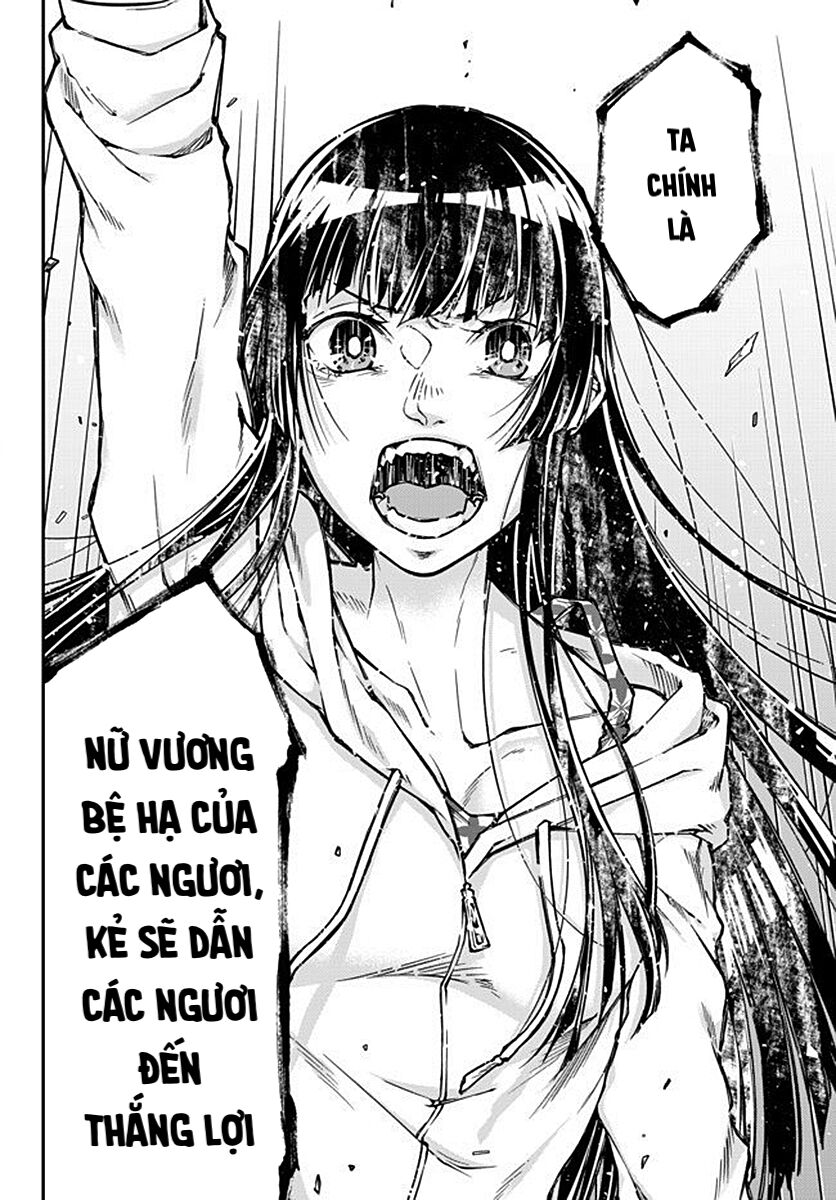 TA
CHÍNH
LÀ
NỮ VƯƠNG
BỆ HẠ CỦA
CÁC NGƯƠI,
KẺ SẼ DẪN
CÁC NGƯƠI
ĐẾN
THẮNG LỢI